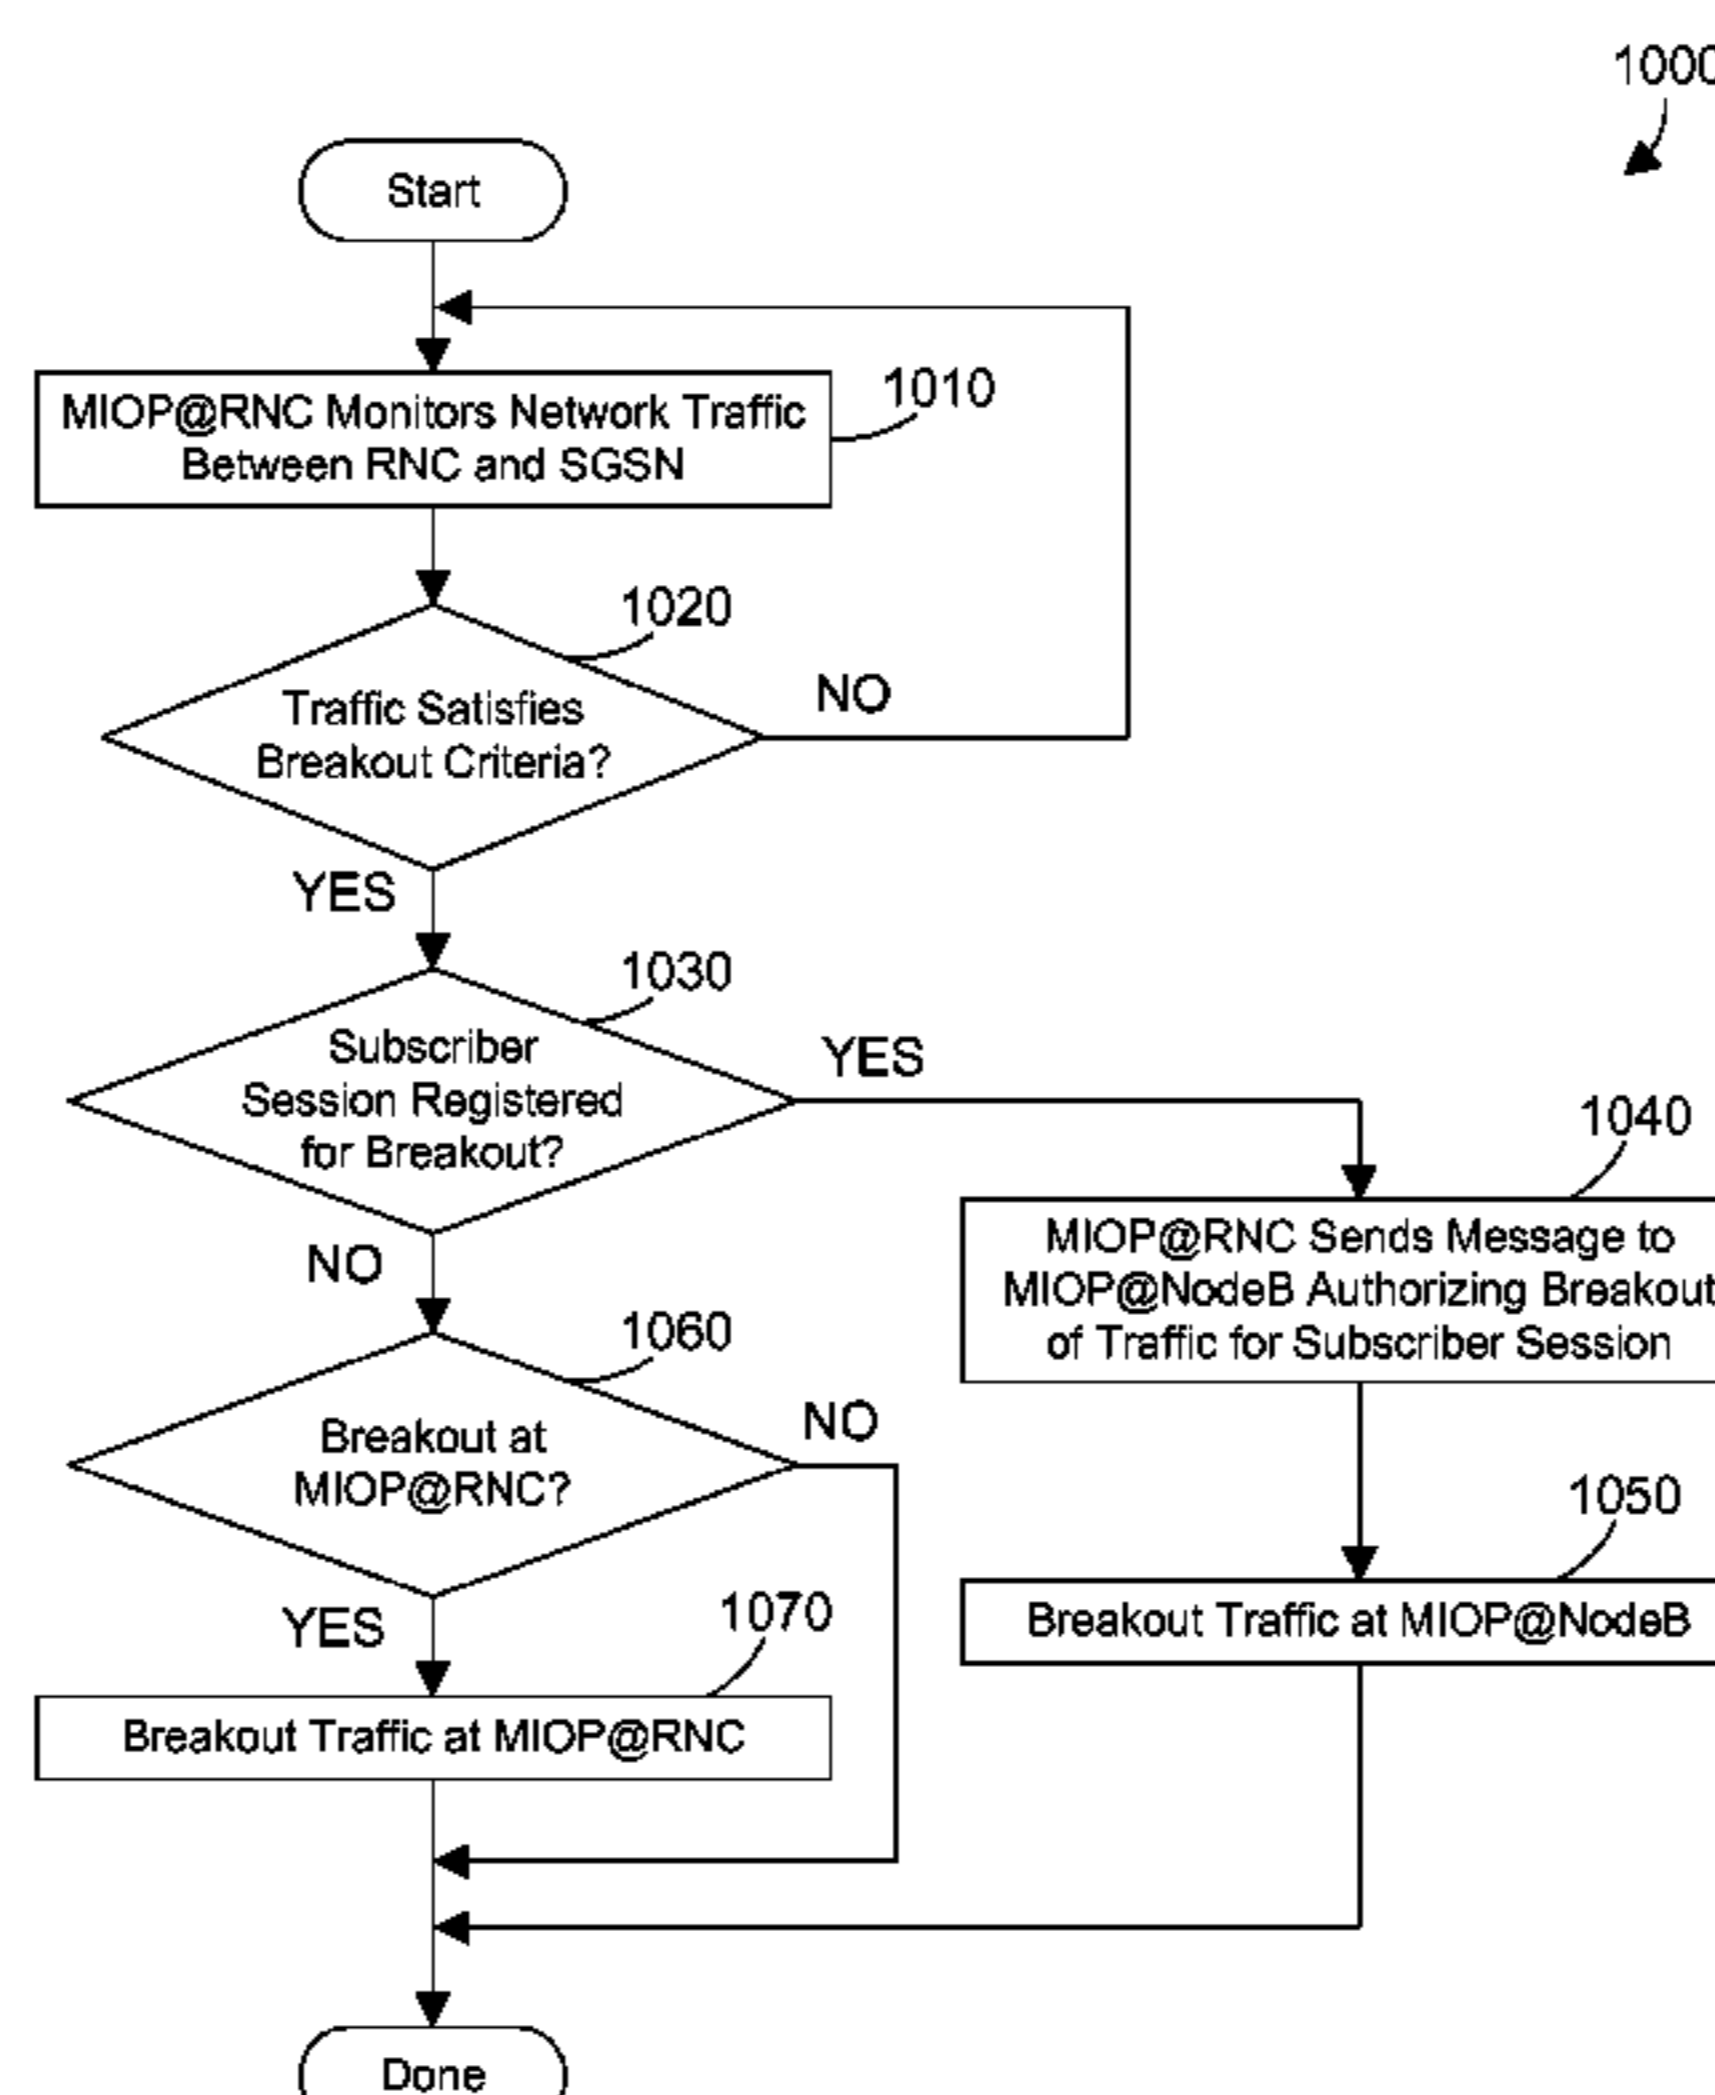 1000
Start
MIOP@RNC Monitors Network Traffic
Between RNC and SGSN
1010
1020
Traffic Satisfies
Breakout Criteria?
NO
YES
1030
Subscriber
Session Registered
for Breakout?
YES
NO
1040
MIOP@RNC Sends Message to
MIOP@NodeB Authorizing Breakout
of Traffic for Subscriber Session
1060
Breakout at
MIOP@RNC?
NO
YES
1050
Breakout Traffic at MIOP@NodeB
1070
Breakout Traffic at MIOP@RNC
Done